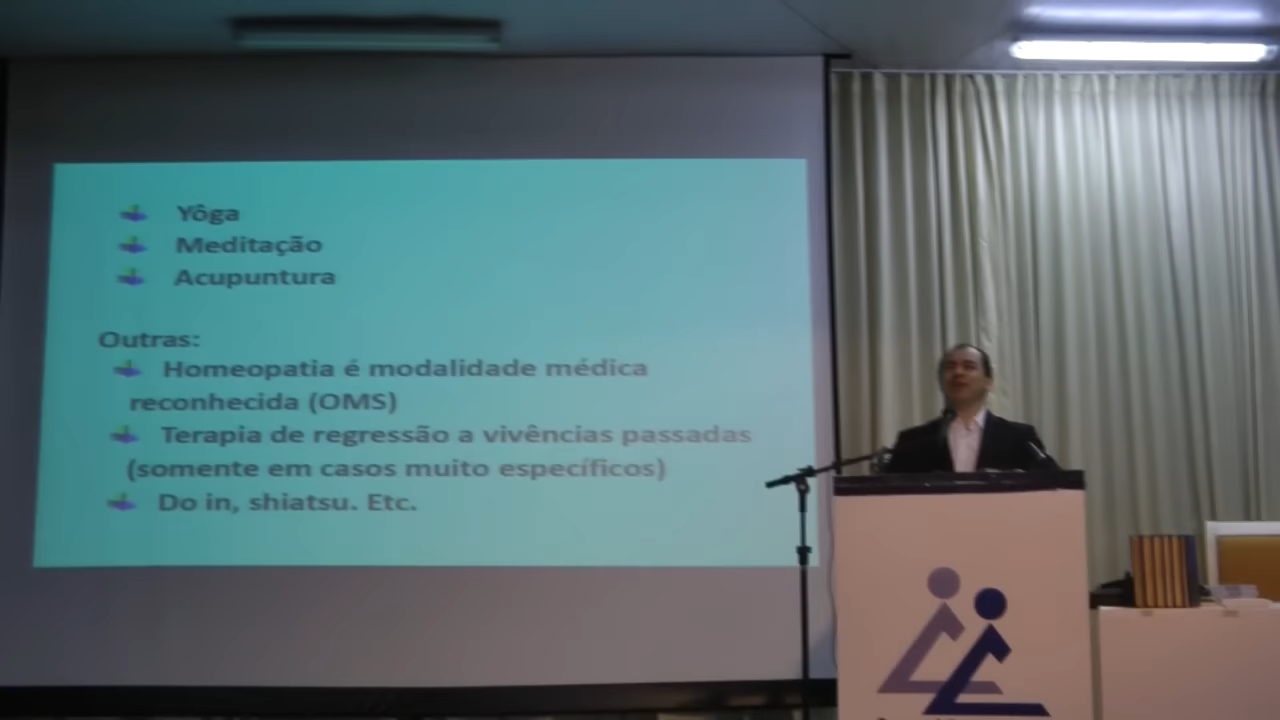 Yôga
Meditação
Acupuntura
Outras:
Homeopatia é modalidade médica
reconhecida (OMS)
Terapia de regressão a vivências passadas
(somente em casos muito específicos)
Do in, shiatsu. Etc.